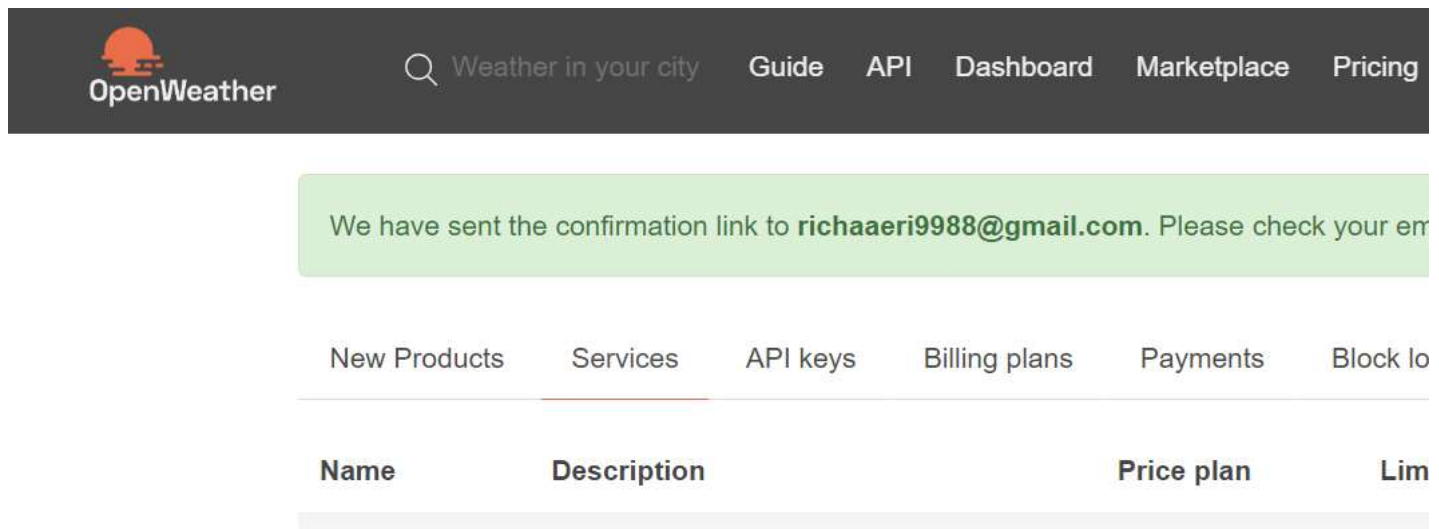 OpenWeather
Weather in your city Guide API Dashboard Marketplace Pricing
We have sent the confirmation link to richaaeri9988@gmail.com. Please check your em
New Products Services API keys Billing plans Payments Block lo
Name Description Price plan Lim